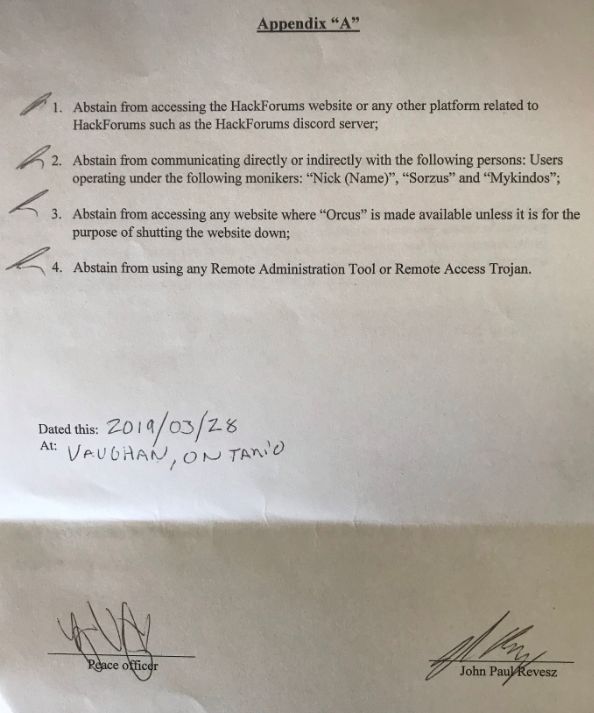 Appendix “A”
1. Abstain from accessing the HackForums website or any other platform related to
HackForums such as the HackForums discord server;
2. Abstain from communicating directly or indirectly with the following persons: Users
operating under the following monikers: “Nick (Name)”, “Sorzus” and “Mykindos”;
3. Abstain from accessing any website where “Orcus” is made available unless it is for the
purpose of shutting the website down;
4. Abstain from using any Remote Administration Tool or Remote Access Trojan.
Dated this: 2019/03/28
At: VAUGHAN, ONTARIO
Peace officer
John Paul Revesz